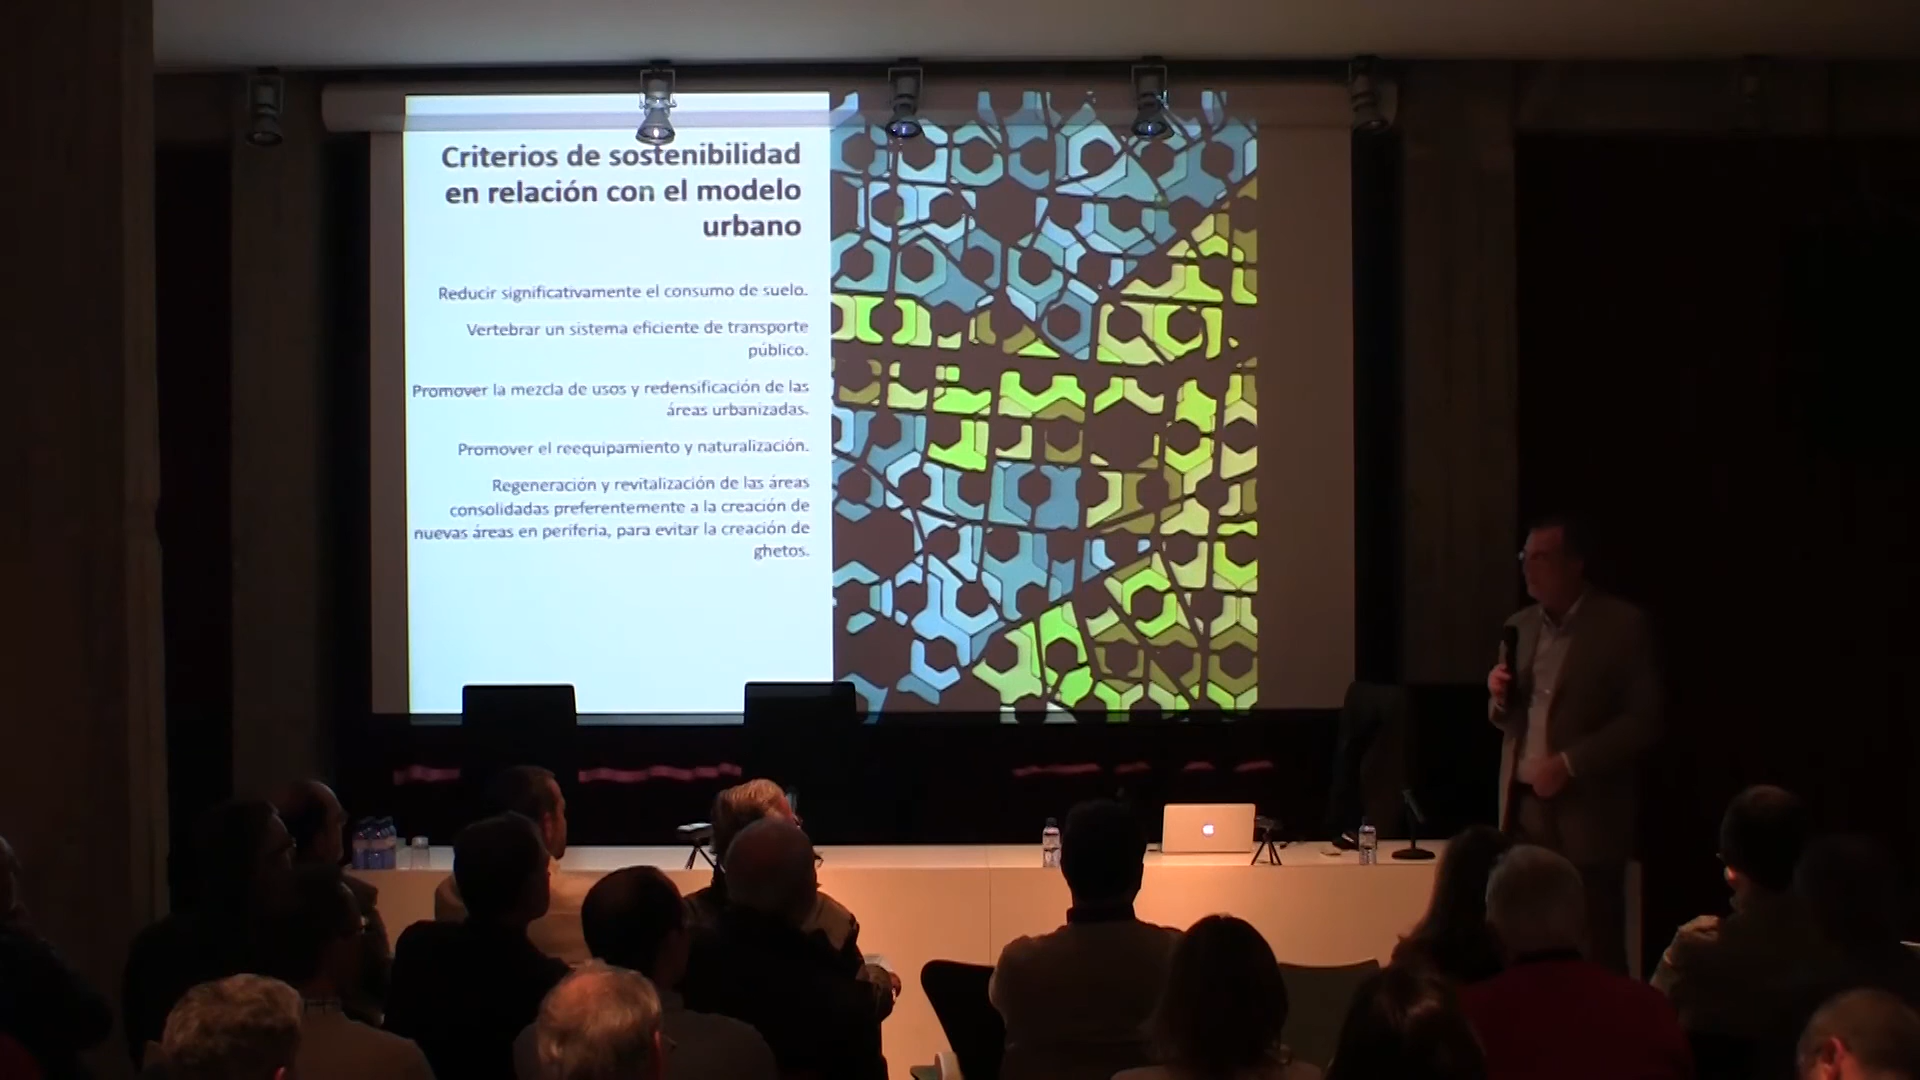 Criterios de sostenibilidad
en relación con el modelo
urbano
Reducir significativamente el consumo de suelo.
Vertebrar un sistema eficiente de transporte
público.
Promover la mezcla de usos y redensificación de las
áreas urbanizadas.
Promover el reequipamiento y naturalización.
Regeneración y revitalización de las áreas
consolidadas preferentemente a la creación de
nuevas áreas en periferia, para evitar la creación de
ghetos.